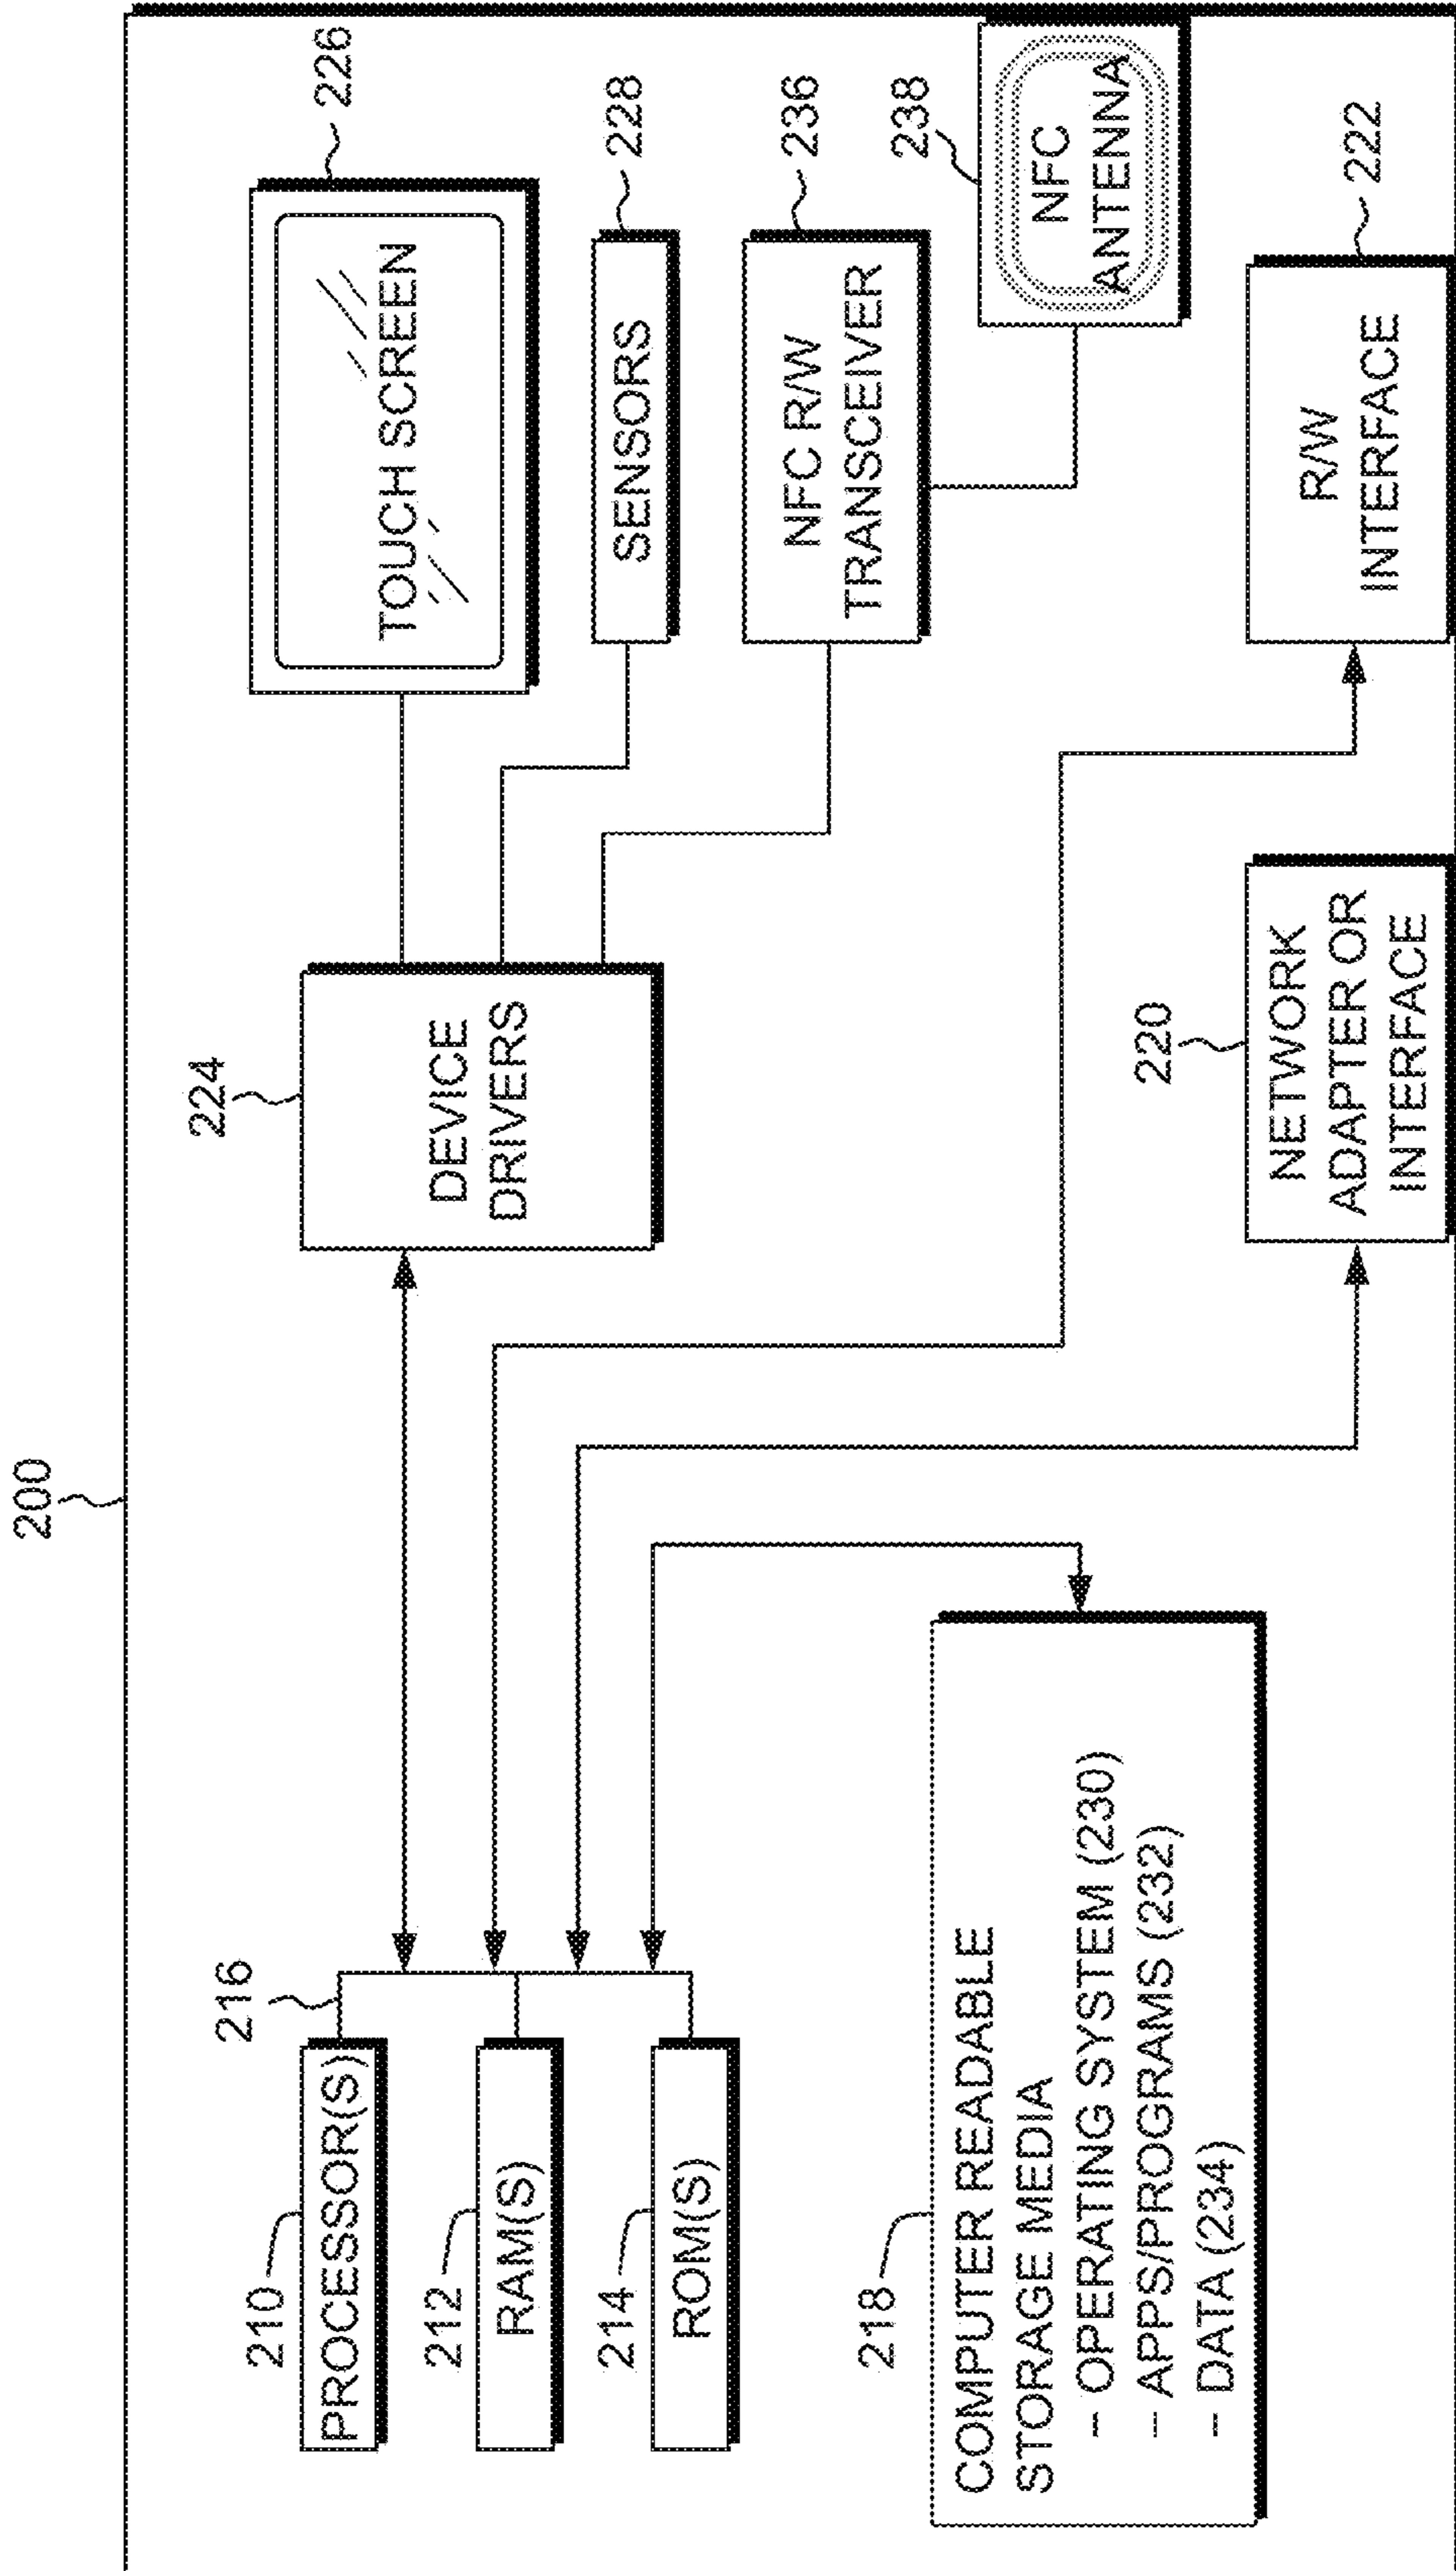 200
210
PROCESSOR(S)
216
212
RAM(S)
214
ROM(S)
218
COMPUTER READABLE
STORAGE MEDIA
- OPERATING SYSTEM (230)
- APPS/PROGRAMS (232)
- DATA (234)
224
DEVICE
DRIVERS
220
NETWORK
ADAPTER OR
INTERFACE
TOUCH SCREEN
226
SENSORS
228
NFC R/W
TRANSCEIVER
236
238
NFC
ANTENNA
R/W
INTERFACE
222